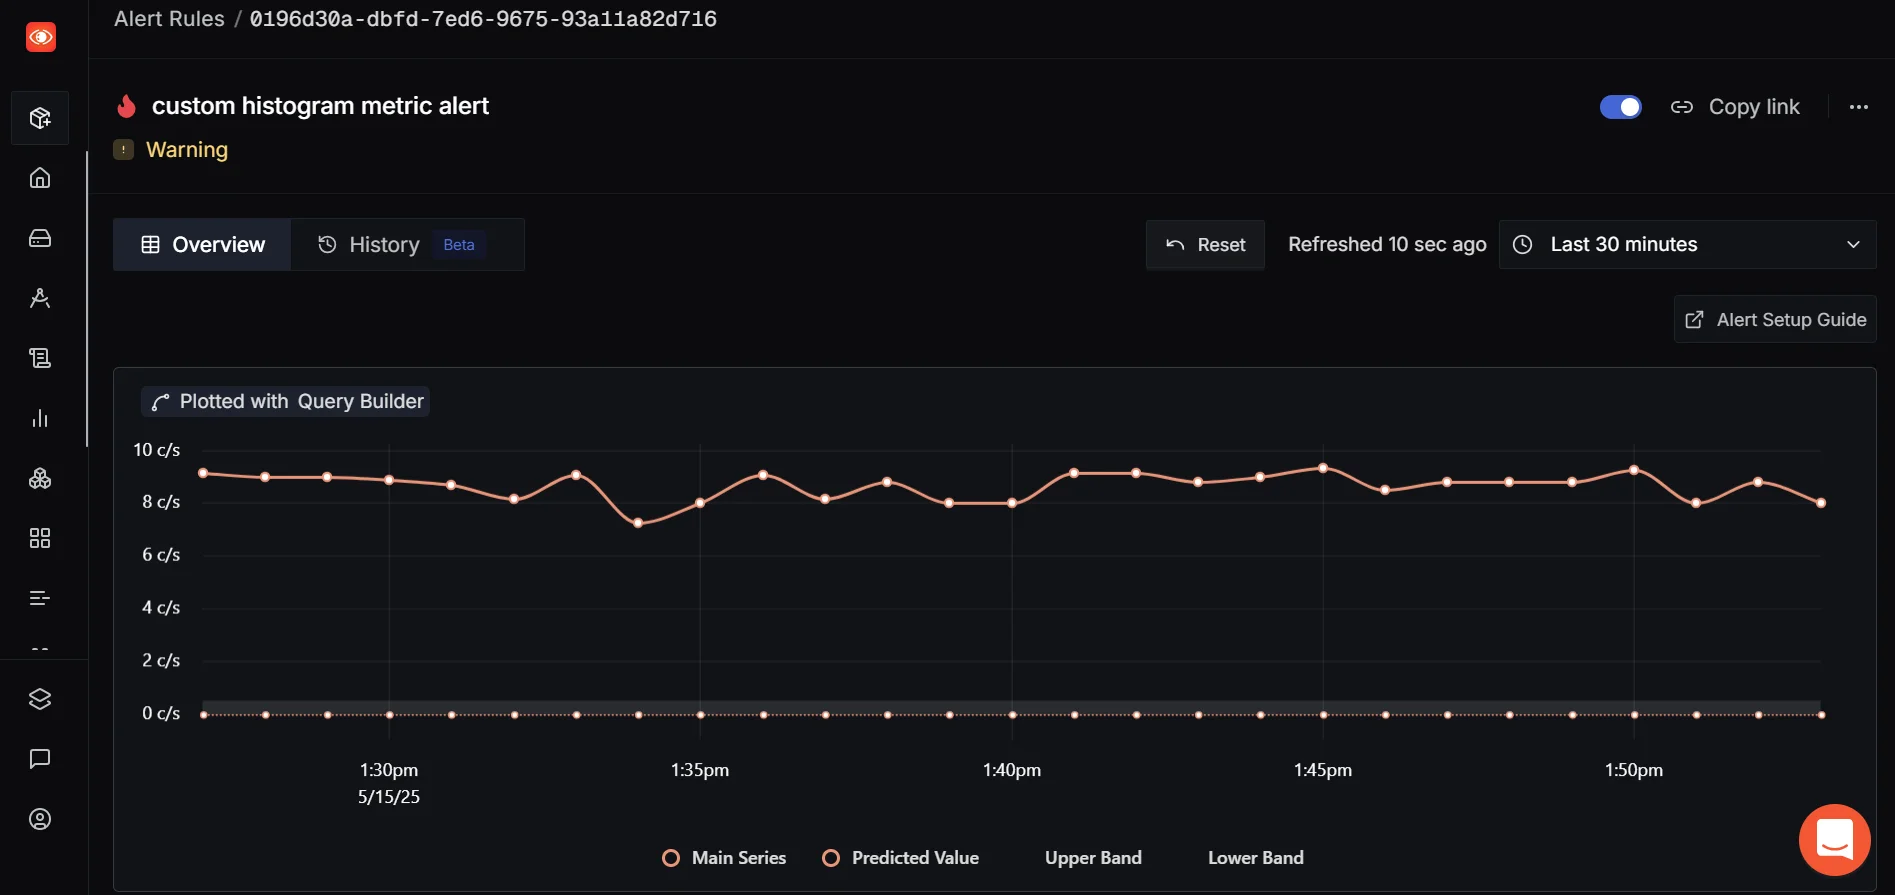 Alert Rules / 0196d30a-dbfd-7ed6-9675-93a11a82d716
custom histogram metric alert
Copy link
Warning
Overview
History Beta
Reset
Refreshed 10 sec ago
Last 30 minutes
Alert Setup Guide
Plotted with Query Builder
10 c/s
8 c/s
6 c/s
4 c/s
2 c/s
0 c/s
1:30pm 1:35pm 1:40pm 1:45pm 1:50pm
5/15/25
Main Series Predicted Value Upper Band Lower Band